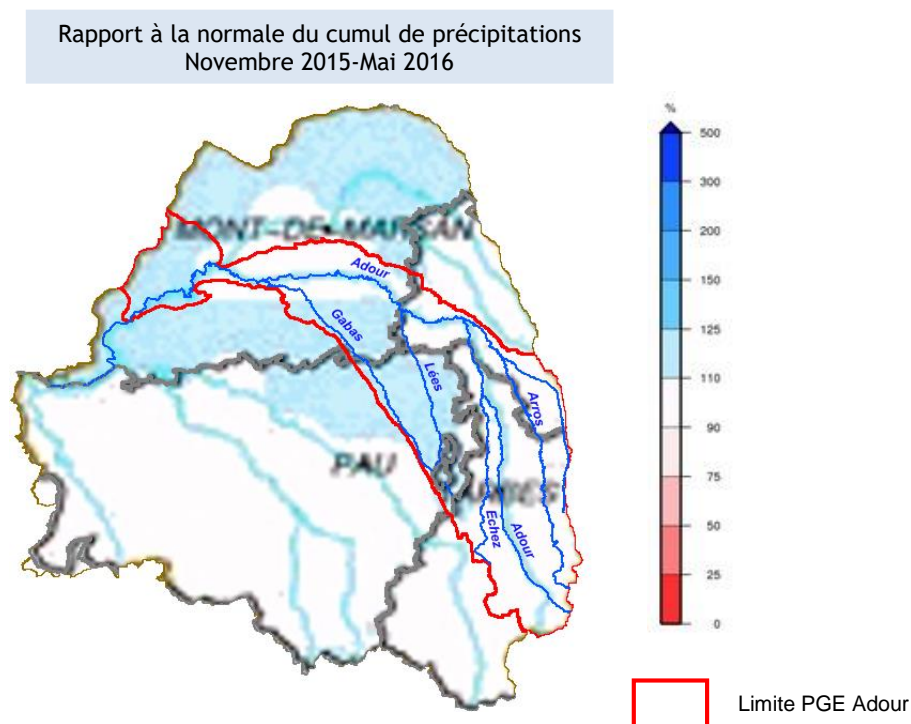 Rapport à la normale du cumul de précipitations
Novembre 2015-Mai 2016
%
500
300
200
150
125
110
90
75
50
25
0
MONT-DE-MARSAN
Adour
Gabas
Lées
Arros
PAU
TARBES
Echez
Adour
Limite PGE Adour